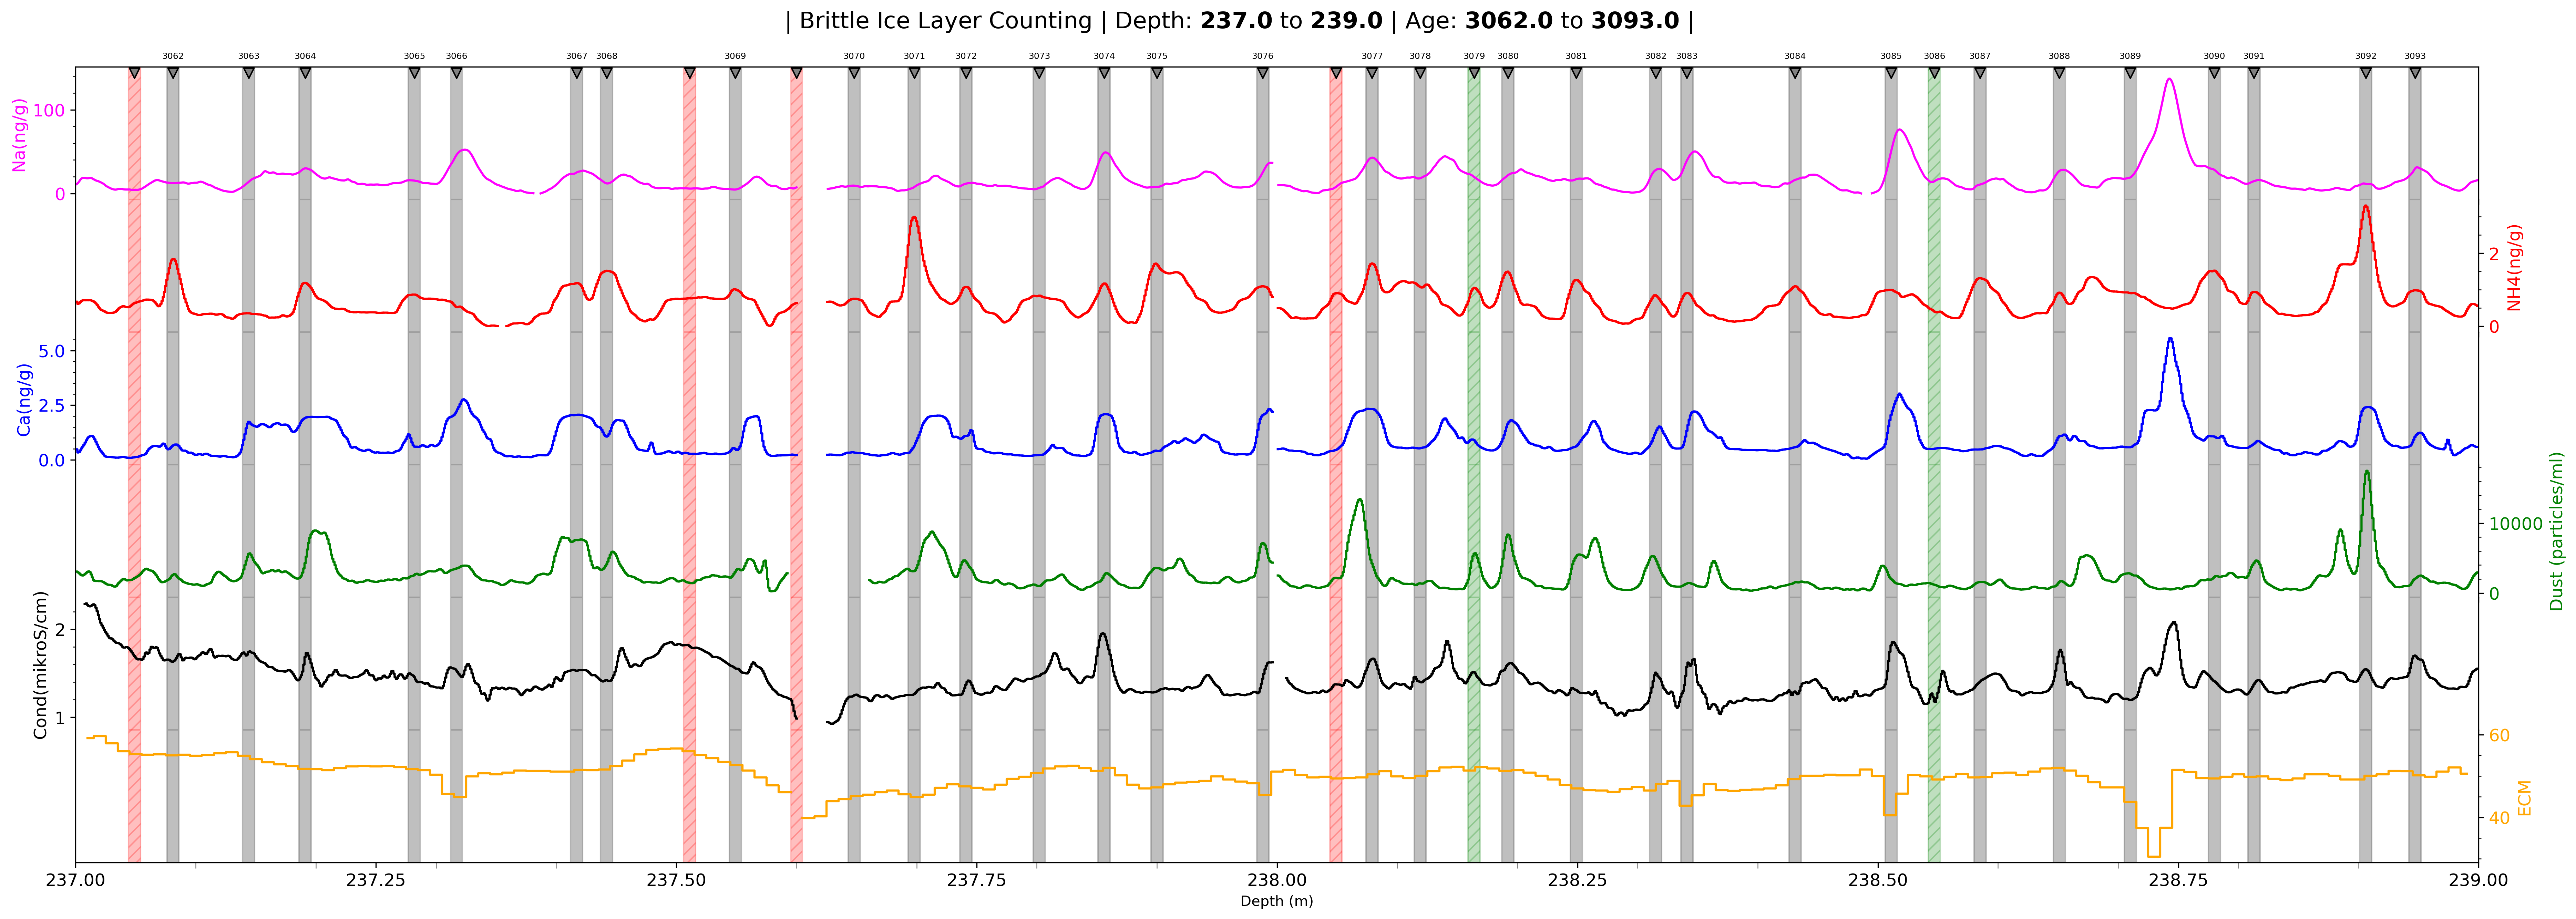 | Brittle Ice Layer Counting | Depth: 237.0 to 239.0 | Age: 3062.0 to 3093.0 |
3062 3063 3064 3065 3066 3067 3068 3069 3070 3071 3072 3073 3074 3075 3076 3077 3078 3079 3080 3081 3082 3083 3084 3085 3086 3087 3088 3089 3090 3091 3092 3093
Na(ng/g)
100
0
NH4(ng/g)
2
0
Ca(ng/g)
5.0
2.5
0.0
Dust (particles/ml)
10000
0
Cond(mikroS/cm)
2
1
ECM
60
40
237.00 237.25 237.50 237.75 238.00 238.25 238.50 238.75 239.00
Depth (m)